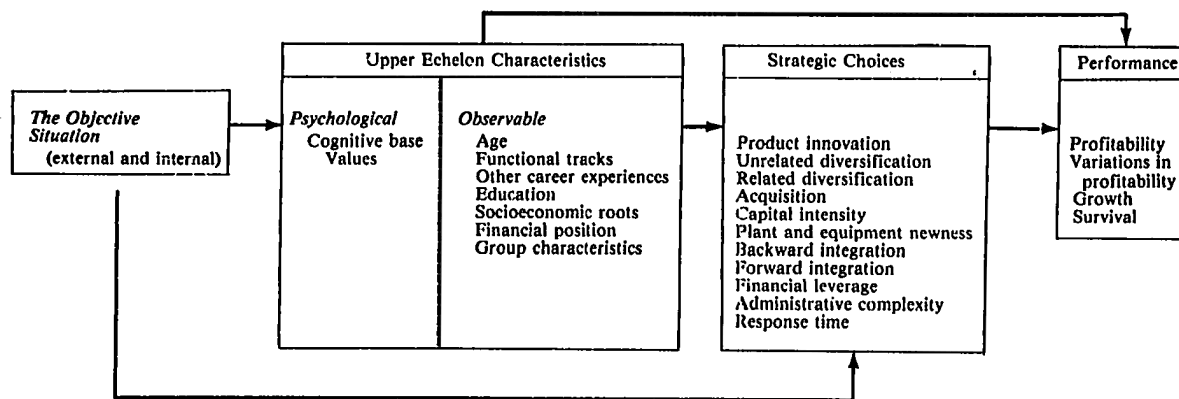 The Objective
Situation
(external and internal)
Upper Echelon Characteristics
Psychological
Cognitive base
Values
Observable
Age
Functional tracks
Other career experiences
Education
Socioeconomic roots
Financial position
Group characteristics
Strategic Choices
Product innovation
Unrelated diversification
Related diversification
Acquisition
Capital intensity
Plant and equipment newness
Backward integration
Forward integration
Financial leverage
Administrative complexity
Response time
Performance
Profitability
Variations in
profitability
Growth
Survival